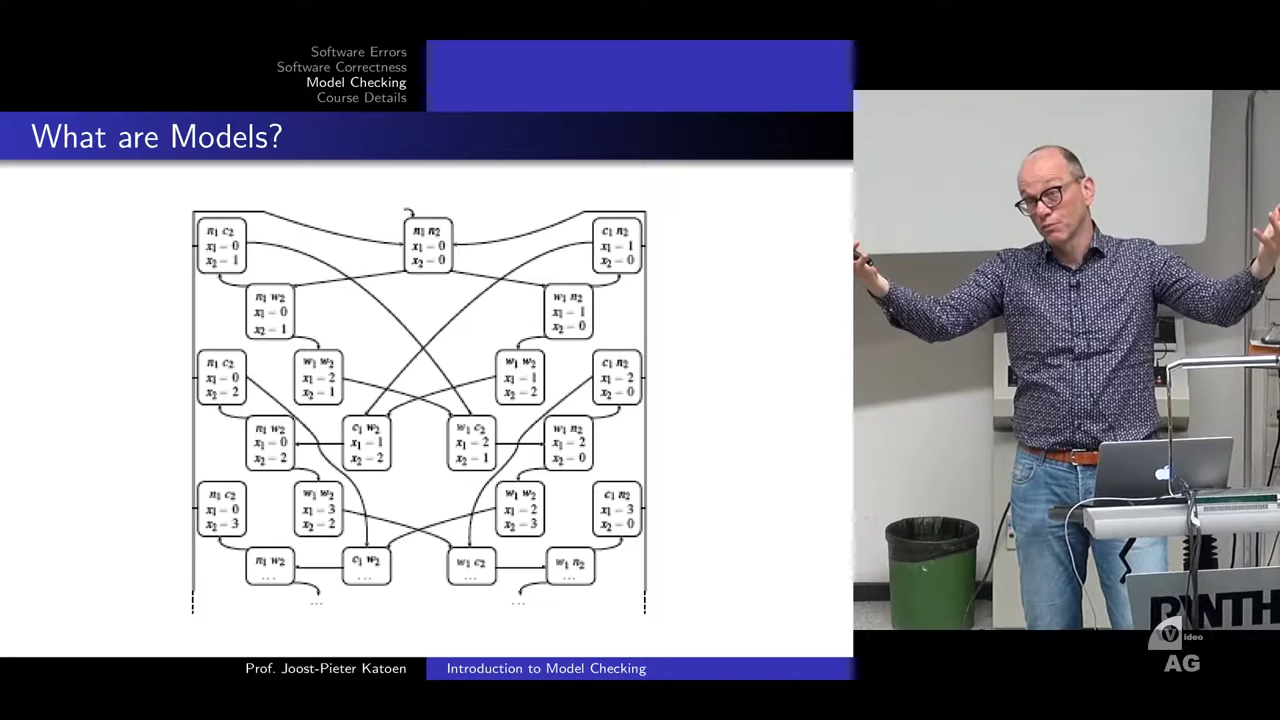 Software Errors
Software Correctness
Model Checking
Course Details
What are Models?
n₁ c₂
x₁ = 0
x₂ = 1
n₁ n₂
x₁ = 0
x₂ = 0
c₁ n₂
x₁ = 1
x₂ = 0
n₁ w₂
x₁ = 0
x₂ = 1
w₁ n₂
x₁ = 1
x₂ = 0
n₁ c₂
x₁ = 0
x₂ = 2
w₁ w₂
x₁ = 2
x₂ = 1
w₁ w₂
x₁ = 1
x₂ = 2
c₁ n₂
x₁ = 2
x₂ = 0
n₁ w₂
x₁ = 0
x₂ = 2
c₁ w₂
x₁ = 1
x₂ = 2
w₁ c₂
x₁ = 2
x₂ = 1
w₁ n₂
x₁ = 2
x₂ = 0
n₁ c₂
x₁ = 0
x₂ = 3
w₁ w₂
x₁ = 3
x₂ = 2
w₁ w₂
x₁ = 2
x₂ = 3
c₁ n₂
x₁ = 3
x₂ = 0
n₁ w₂
...
c₁ w₂
...
w₁ c₂
...
w₁ n₂
...
...
...
Prof. Joost-Pieter Katoen
Introduction to Model Checking
RWTH
Video
AG